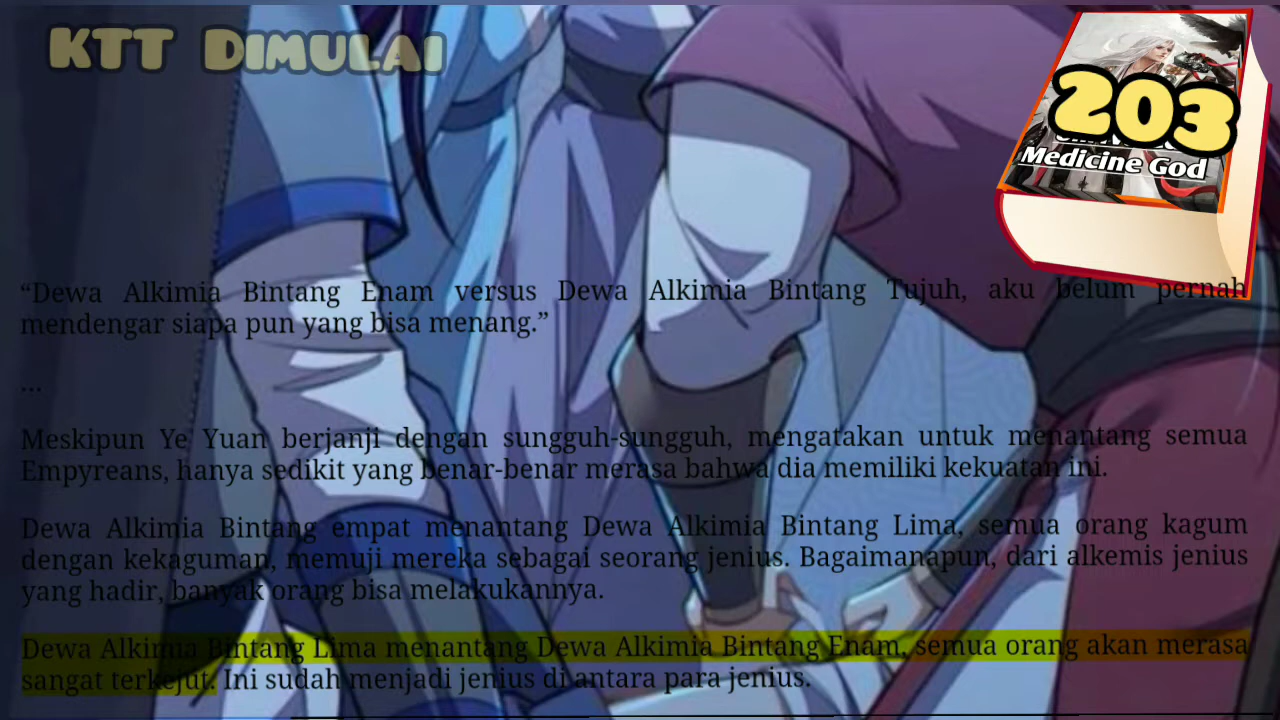 KTT DIMULAI
203
Medicine God
“Dewa Alkimia Bintang Enam versus Dewa Alkimia Bintang Tujuh, aku belum pernah
mendengar siapa pun yang bisa menang.”
...
Meskipun Ye Yuan berjanji dengan sungguh-sungguh, mengatakan untuk menantang semua
Empyreans, hanya sedikit yang benar-benar merasa bahwa dia memiliki kekuatan ini.
Dewa Alkimia Bintang empat menantang Dewa Alkimia Bintang Lima, semua orang kagum
dengan kekaguman, memuji mereka sebagai seorang jenius. Bagaimanapun, dari alkemis jenius
yang hadir, banyak orang bisa melakukannya.
Dewa Alkimia Bintang Lima menantang Dewa Alkimia Bintang Enam, semua orang akan merasa
sangat terkejut. Ini sudah menjadi jenius di antara para jenius.